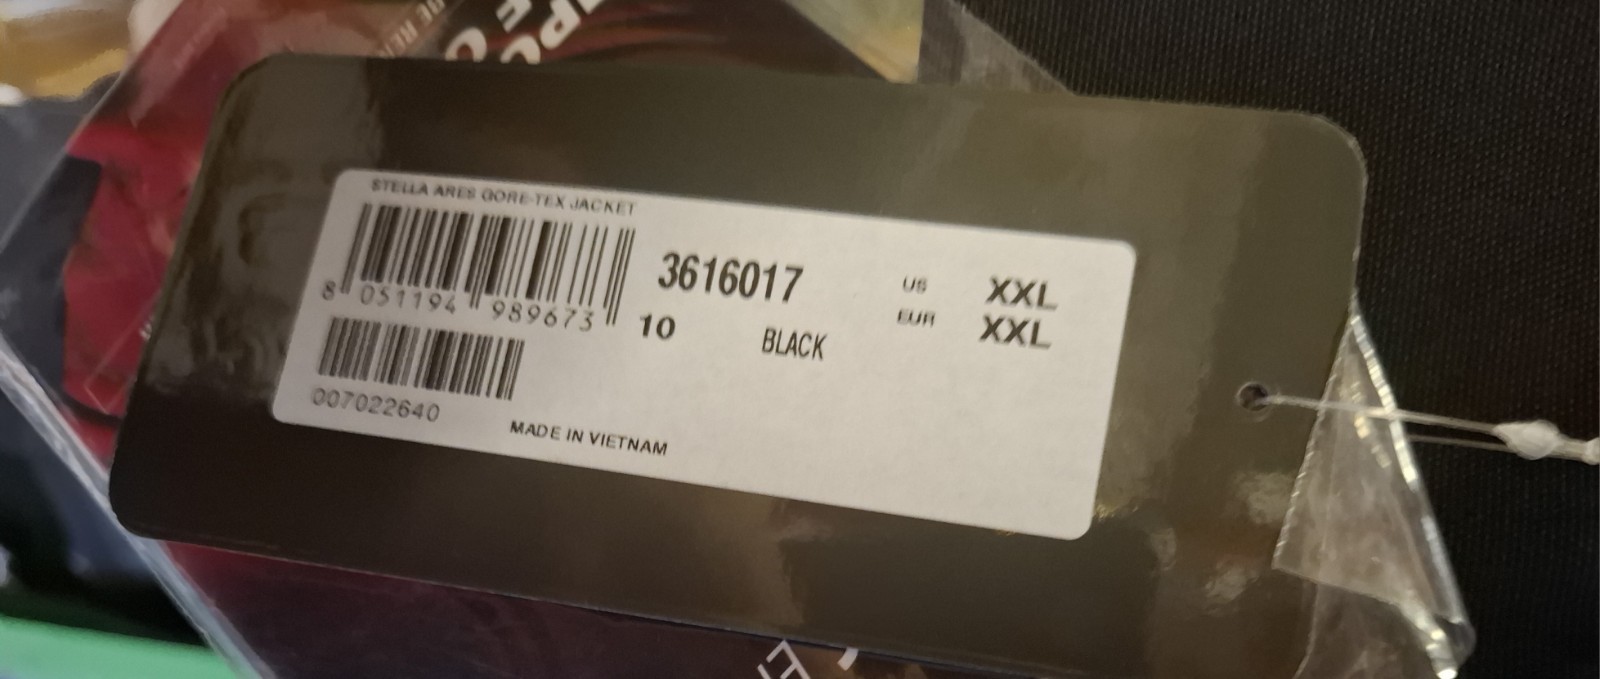 STELLA ARES GORE-TEX JACKET
8 051194 989673
3616017
10 BLACK
US XXL
EUR XXL
007022640
MADE IN VIETNAM